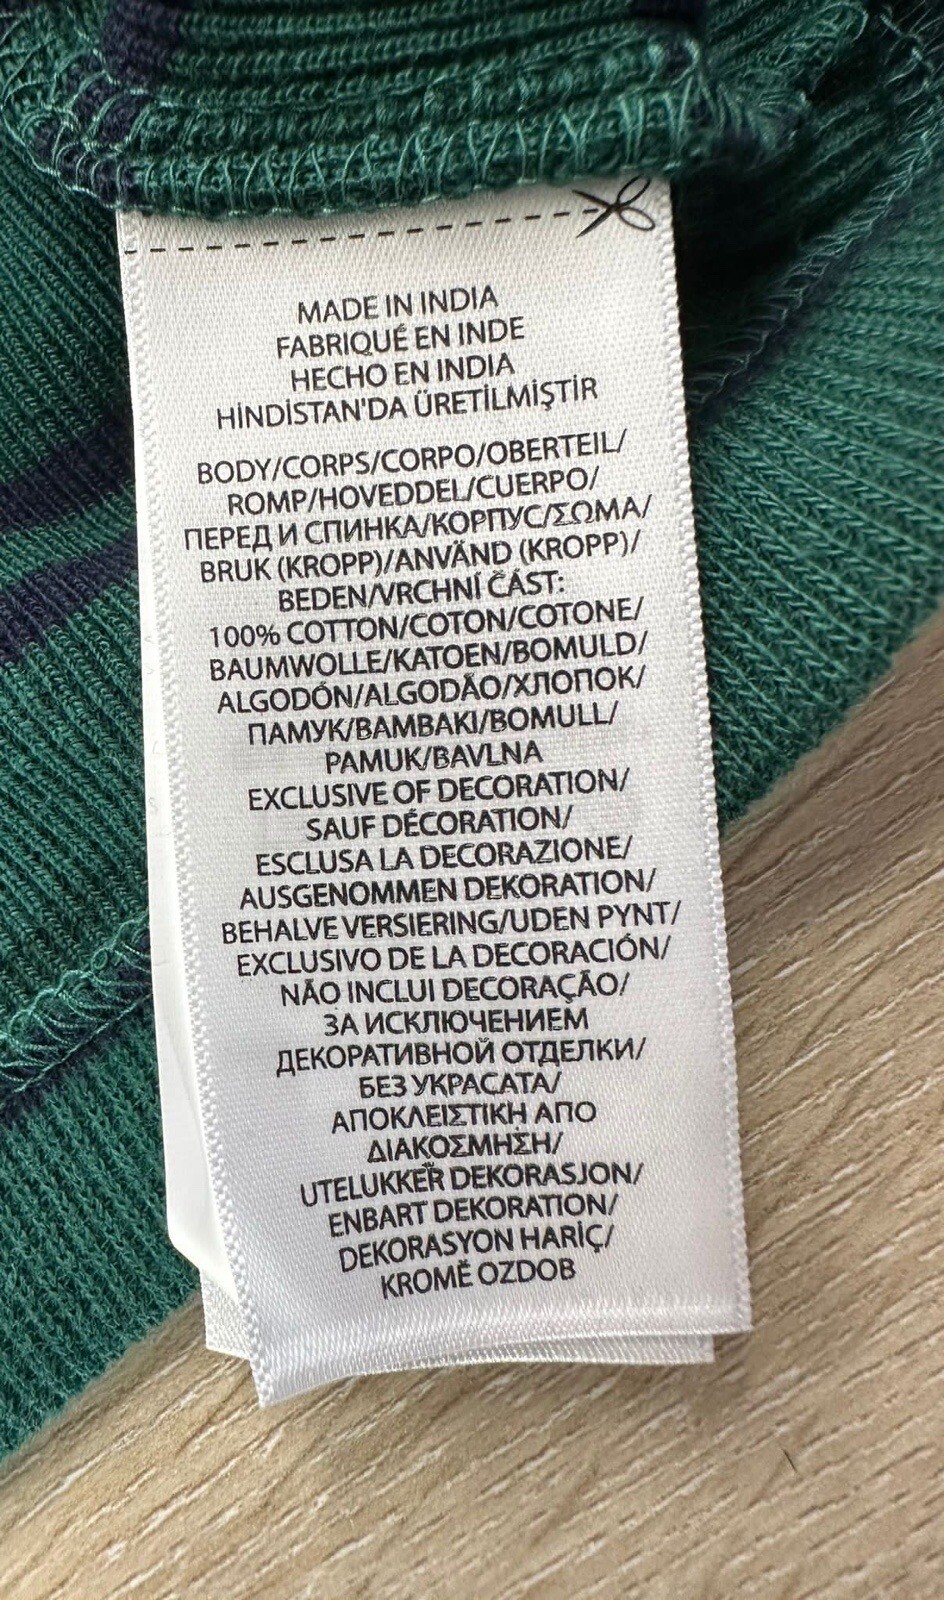 MADE IN INDIA
FABRIQUÉ EN INDE
HECHO EN INDIA
HİNDİSTAN'DA ÜRETİLMİŞTİR
BODY/CORPS/CORPO/OBERTEIL/
ROMP/HOVEDDEL/CUERPO/
ПЕРЕД И СПИНКА/КОРПУС/ΣΩΜΑ/
BRUK (KROPP)/ANVÄND (KROPP)/
BEDEN/VRCHNÍ ČÁST:
100% COTTON/COTON/COTONE/
BAUMWOLLE/KATOEN/BOMULD/
ALGODÓN/ALGODÃO/ХЛОПОК/
ПАМУК/BAMBAKI/BOMULL/
PAMUK/BAVLNA
EXCLUSIVE OF DECORATION/
SAUF DÉCORATION/
ESCLUSA LA DECORAZIONE/
AUSGENOMMEN DEKORATION/
BEHALVE VERSIERING/UDEN PYNT/
EXCLUSIVO DE LA DECORACIÓN/
NÃO INCLUI DECORAÇÃO/
ЗА ИСКЛЮЧЕНИЕМ
ДЕКОРАТИВНОЙ ОТДЕЛКИ/
БЕЗ УКРАСАТА/
ΑΠΟΚΛΕΙΣΤΙΚΗ ΑΠΟ
ΔΙΑΚΟΣΜΗΣΗ/
UTELUKKER DEKORASJON/
ENBART DEKORATION/
DEKORASYON HARİÇ/
KROMĚ OZDOB